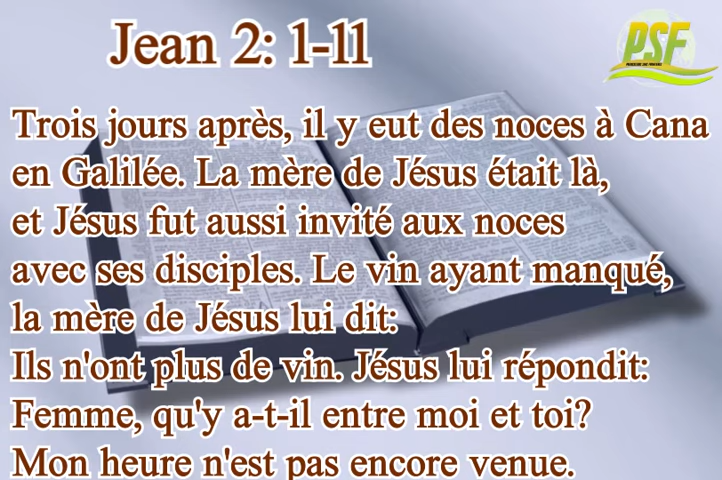 Jean 2: 1-11
PSF
Trois jours après, il y eut des noces à Cana
en Galilée. La mère de Jésus était là,
et Jésus fut aussi invité aux noces
avec ses disciples. Le vin ayant manqué,
la mère de Jésus lui dit:
Ils n'ont plus de vin. Jésus lui répondit:
Femme, qu'y a-t-il entre moi et toi?
Mon heure n'est pas encore venue.